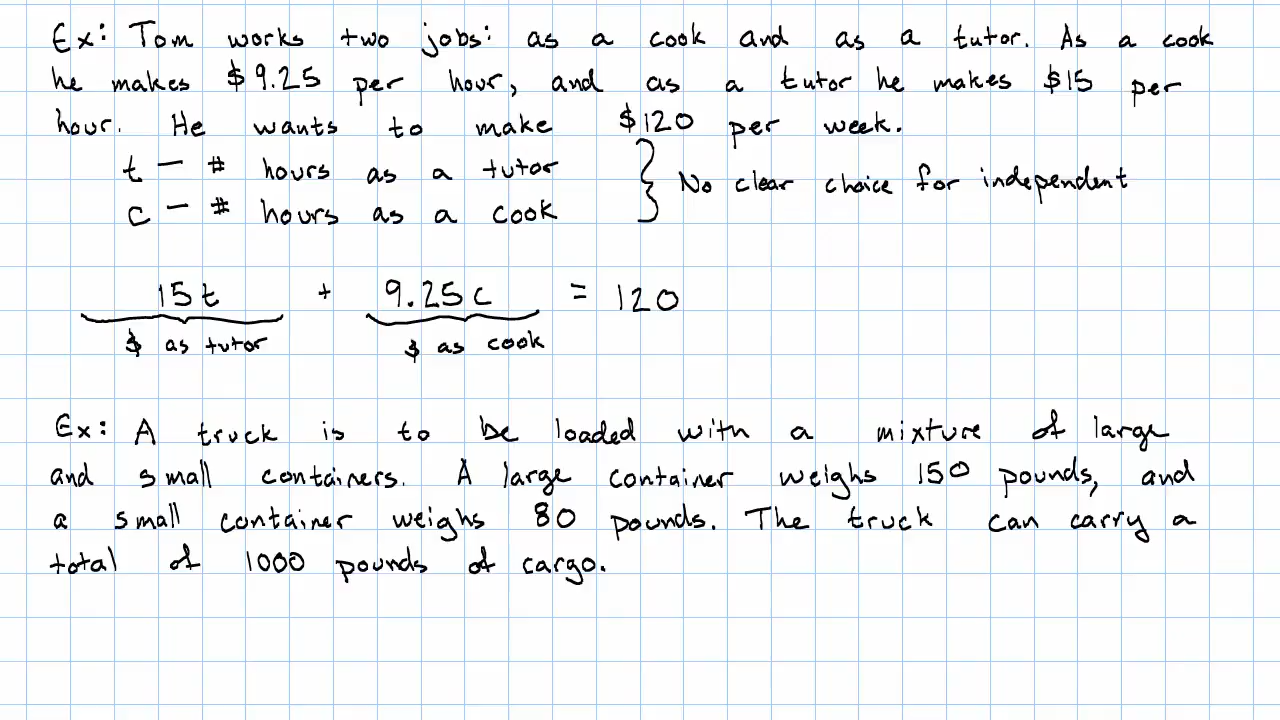 Ex: Tom works two jobs: as a cook and as a tutor. As a cook
he makes $9.25 per hour, and as a tutor he makes $15 per
hour. He wants to make $120 per week.
t — # hours as a tutor
c — # hours as a cook
No clear choice for independent
15t + 9.25c = 120
$ as tutor $ as cook
Ex: A truck is to be loaded with a mixture of large
and small containers. A large container weighs 150 pounds, and
a small container weighs 80 pounds. The truck can carry a
total of 1000 pounds of cargo.